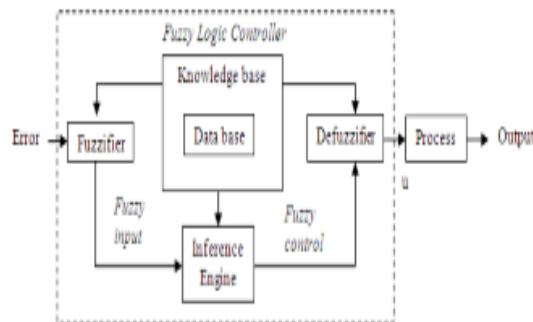 Fuzzy Logic Controller
Knowledge base
Data base
Error
Fuzzifier
Defuzzifier
Process
Output
u
Fuzzy
input
Fuzzy
control
Inference
Engine